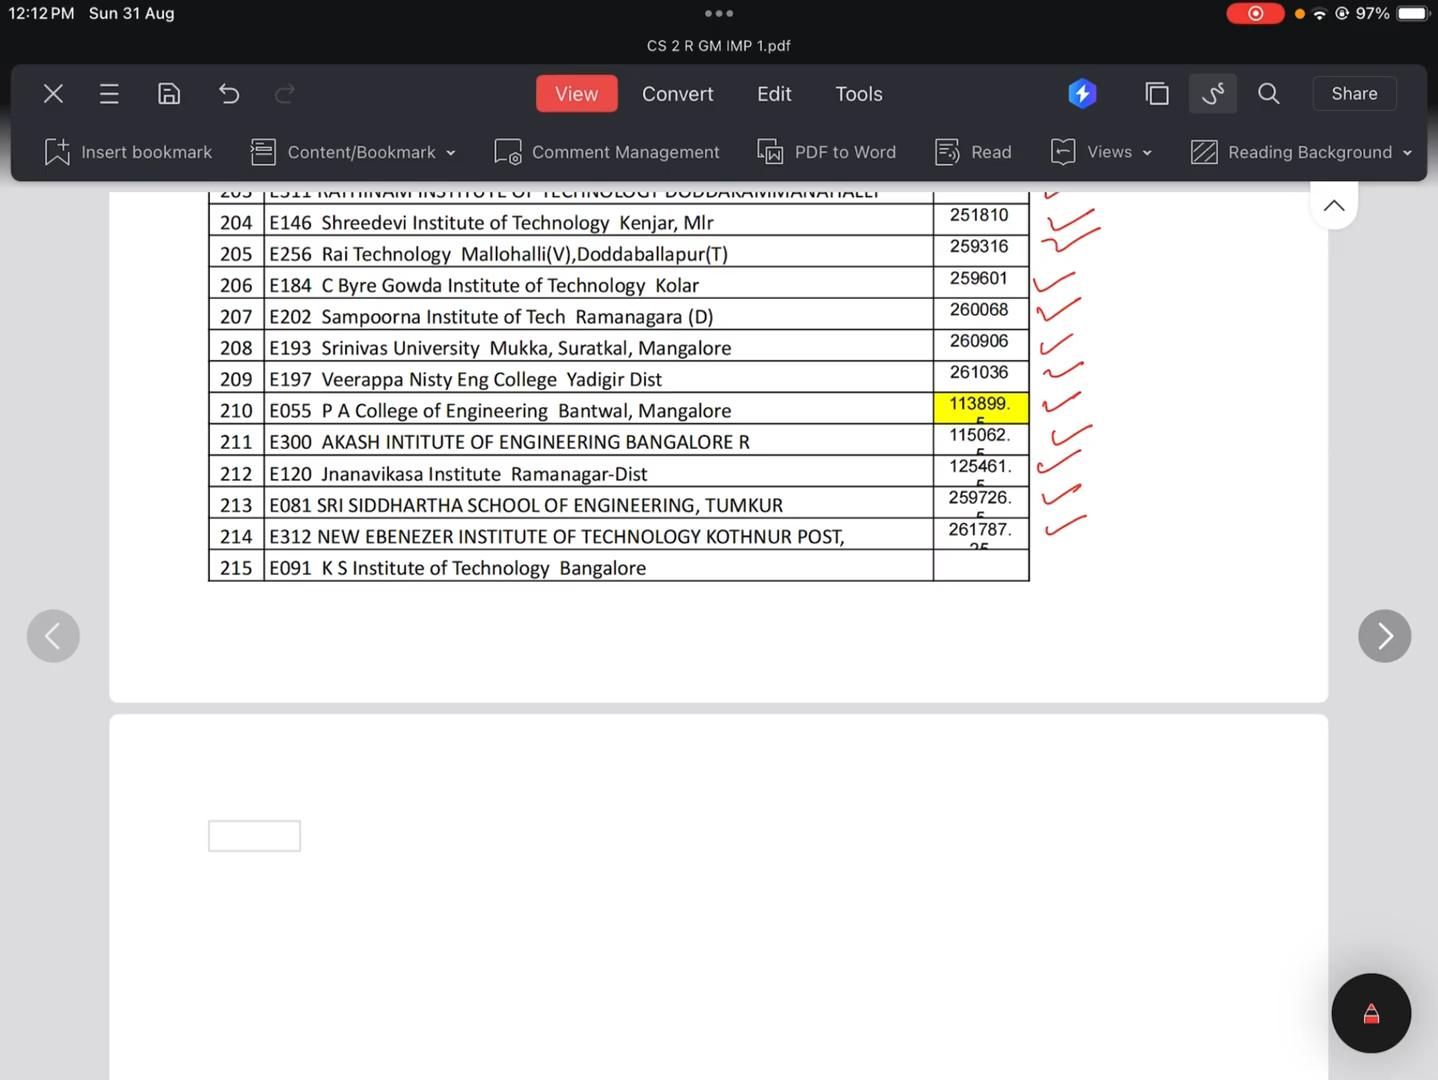 12:12 PM Sun 31 Aug
97%
CS 2 R GM IMP 1.pdf
View Convert Edit Tools Share
Insert bookmark Content/Bookmark Comment Management PDF to Word Read Views Reading Background
204 E146 Shreedevi Institute of Technology Kenjar, Mlr 251810
205 E256 Rai Technology Mallohalli(V),Doddaballapur(T) 259316
206 E184 C Byre Gowda Institute of Technology Kolar 259601
207 E202 Sampoorna Institute of Tech Ramanagara (D) 260068
208 E193 Srinivas University Mukka, Suratkal, Mangalore 260906
209 E197 Veerappa Nisty Eng College Yadigir Dist 261036
210 E055 P A College of Engineering Bantwal, Mangalore 113899.
211 E300 AKASH INTITUTE OF ENGINEERING BANGALORE R 115062.
212 E120 Jnanavikasa Institute Ramanagar-Dist 125461.
213 E081 SRI SIDDHARTHA SCHOOL OF ENGINEERING, TUMKUR 259726.
214 E312 NEW EBENEZER INSTITUTE OF TECHNOLOGY KOTHNUR POST, 261787.
215 E091 K S Institute of Technology Bangalore